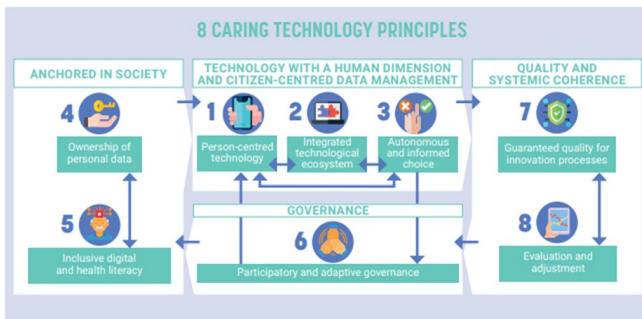 8 CARING TECHNOLOGY PRINCIPLES
ANCHORED IN SOCIETY
4
Ownership of
personal data
5
Inclusive digital
and health literacy
TECHNOLOGY WITH A HUMAN DIMENSION
AND CITIZEN-CENTRED DATA MANAGEMENT
1
Person-centred
technology
2
Integrated
technological
ecosystem
3
Autonomous
and informed
choice
GOVERNANCE
6
Participatory and adaptive governance
QUALITY AND
SYSTEMIC COHERENCE
7
Guaranteed quality for
innovation processes
8
Evaluation and
adjustment